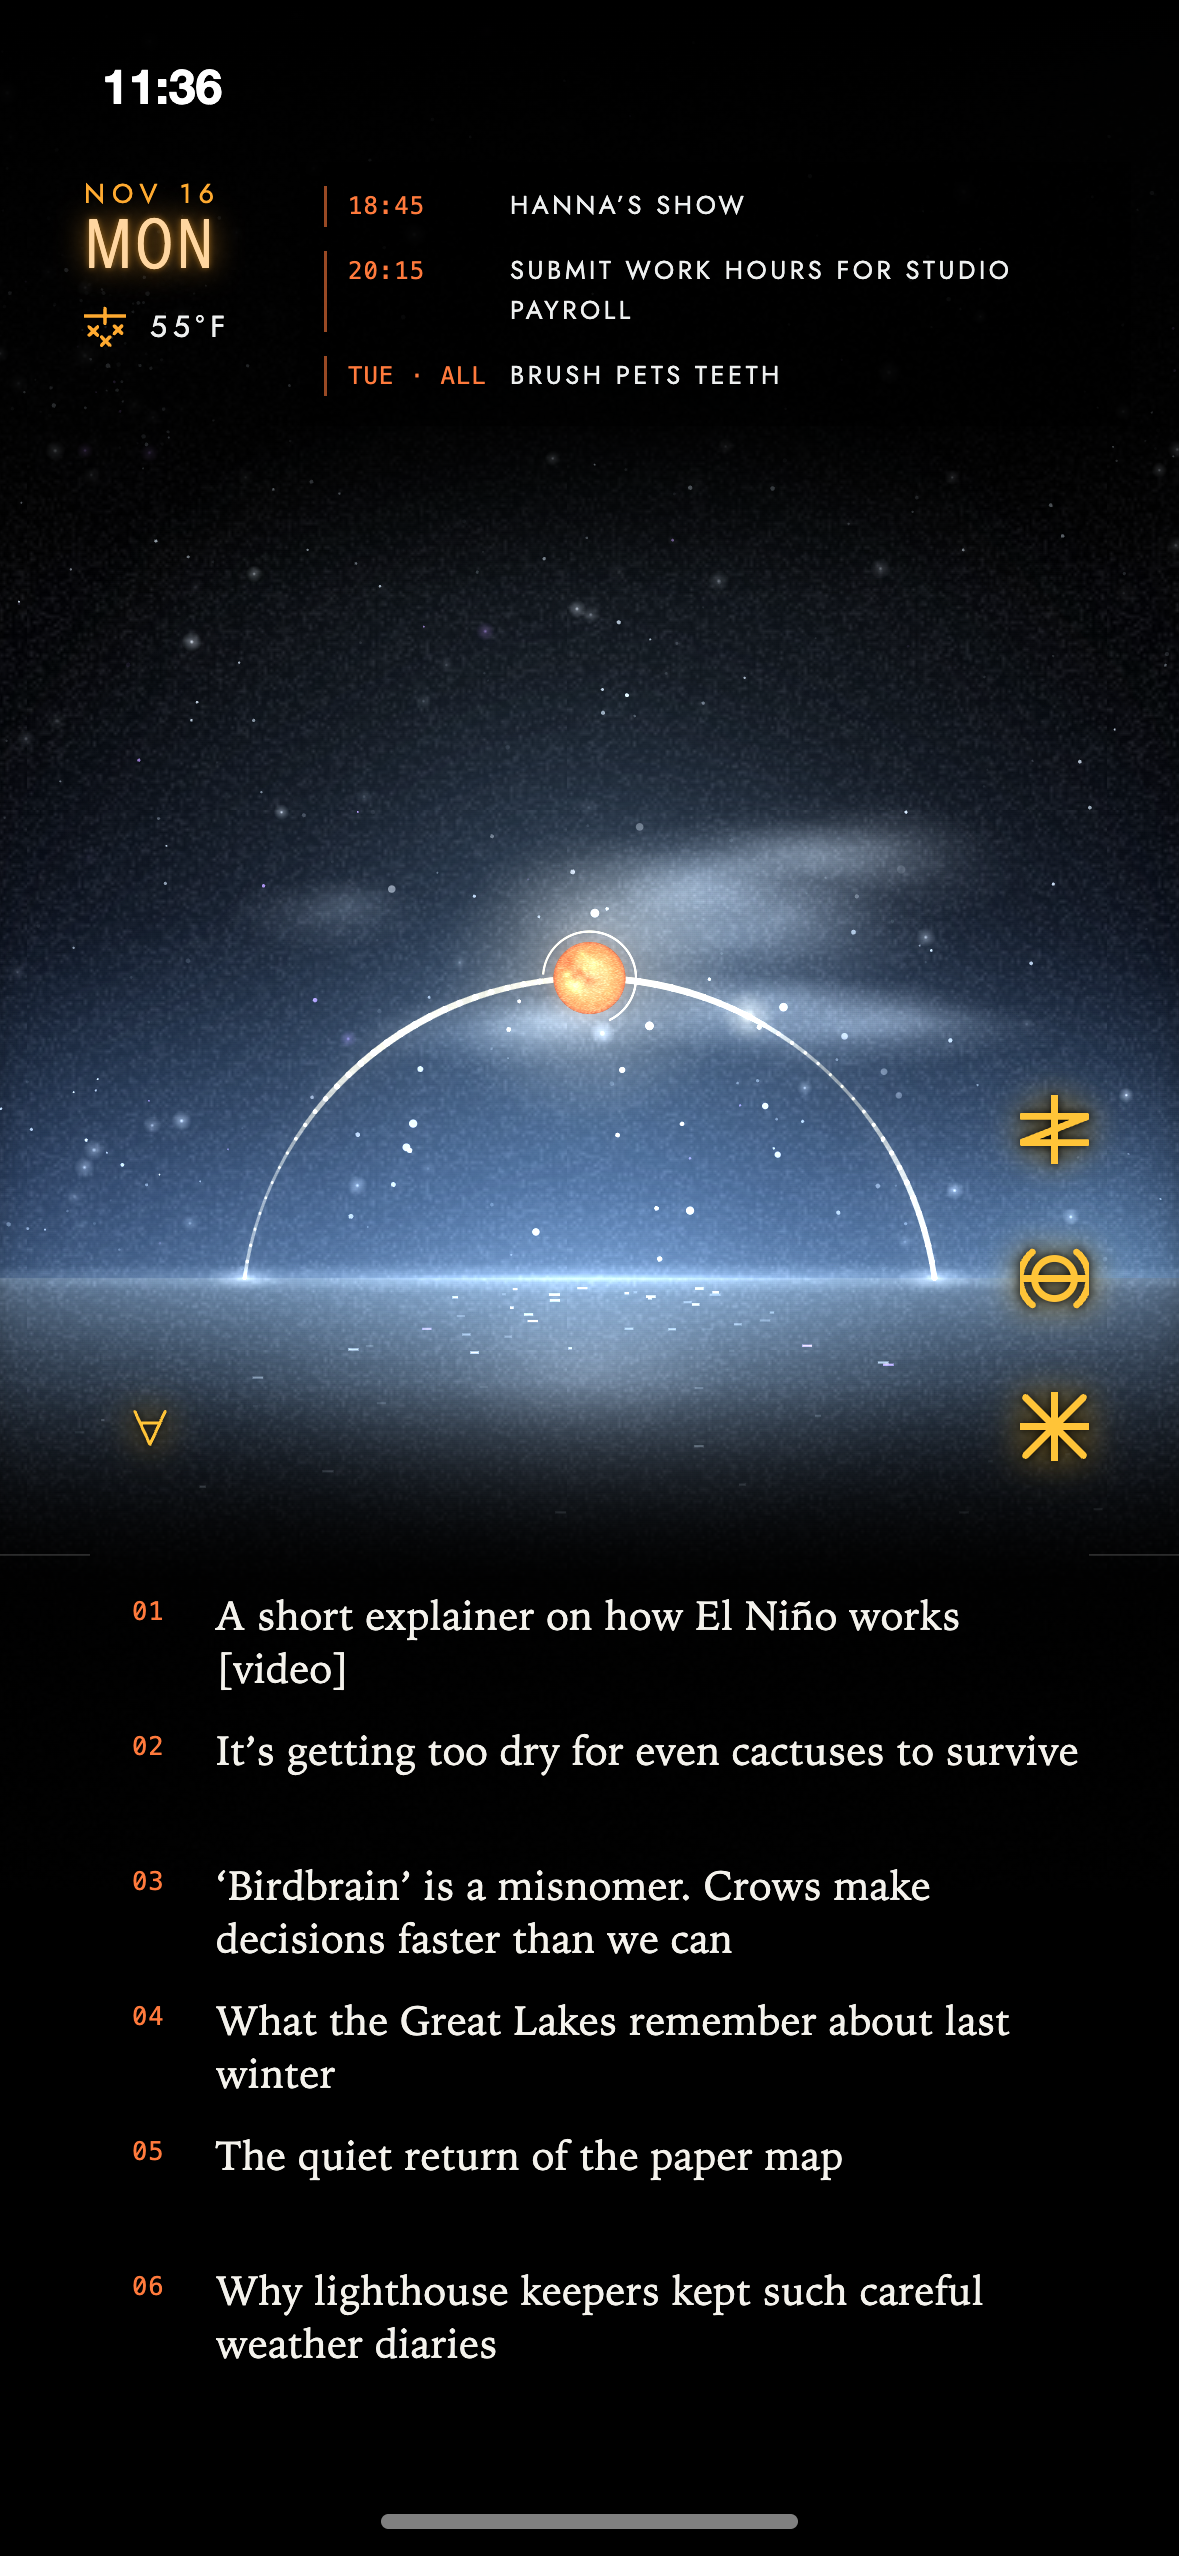 11:36
NOV 16
MON
55°F
18:45 HANNA’S SHOW
20:15 SUBMIT WORK HOURS FOR STUDIO
PAYROLL
TUE · ALL BRUSH PETS TEETH
01 A short explainer on how El Niño works
[video]
02 It’s getting too dry for even cactuses to survive
03 ‘Birdbrain’ is a misnomer. Crows make
decisions faster than we can
04 What the Great Lakes remember about last
winter
05 The quiet return of the paper map
06 Why lighthouse keepers kept such careful
weather diaries